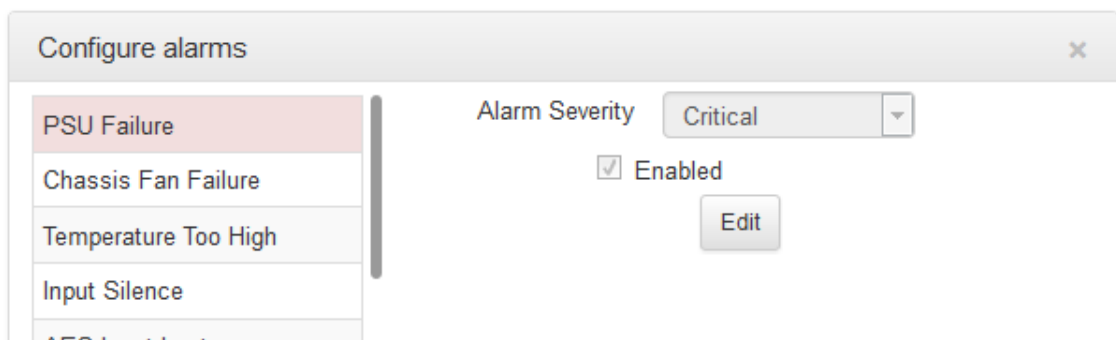 Configure alarms
PSU Failure
Alarm Severity
Critical
Chassis Fan Failure
Enabled
Temperature Too High
Edit
Input Silence